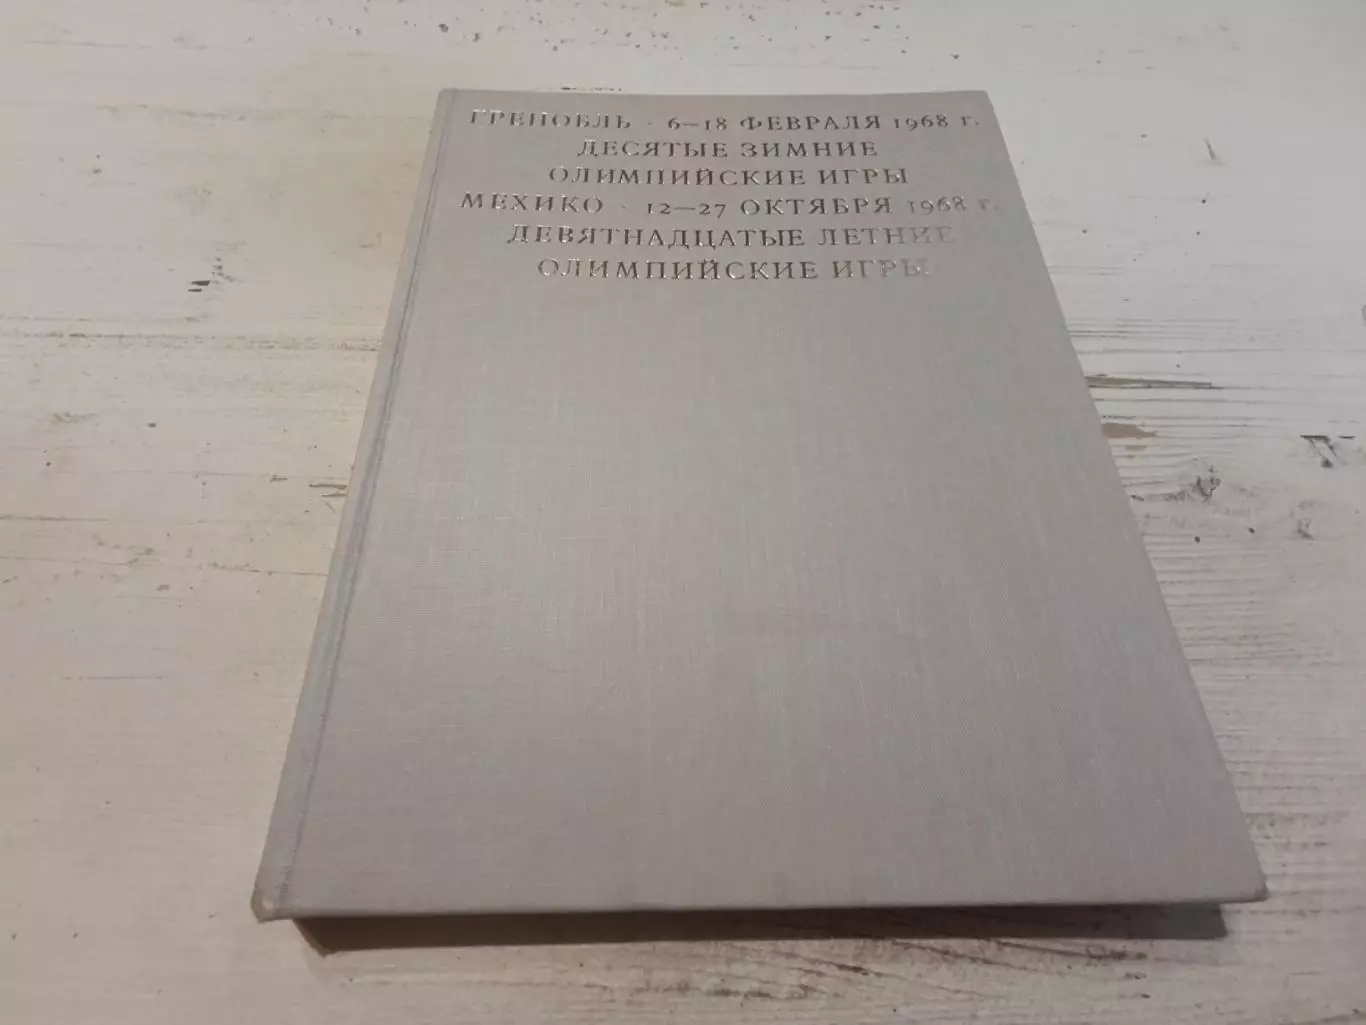 ГРЕНОБЛЬ · 6—18 ФЕВРАЛЯ 1968 г.
ДЕСЯТЫЕ ЗИМНИЕ
ОЛИМПИЙСКИЕ ИГРЫ
МЕХИКО · 12—27 ОКТЯБРЯ 1968 г.
ДЕВЯТНАДЦАТЫЕ ЛЕТНИЕ
ОЛИМПИЙСКИЕ ИГРЫ